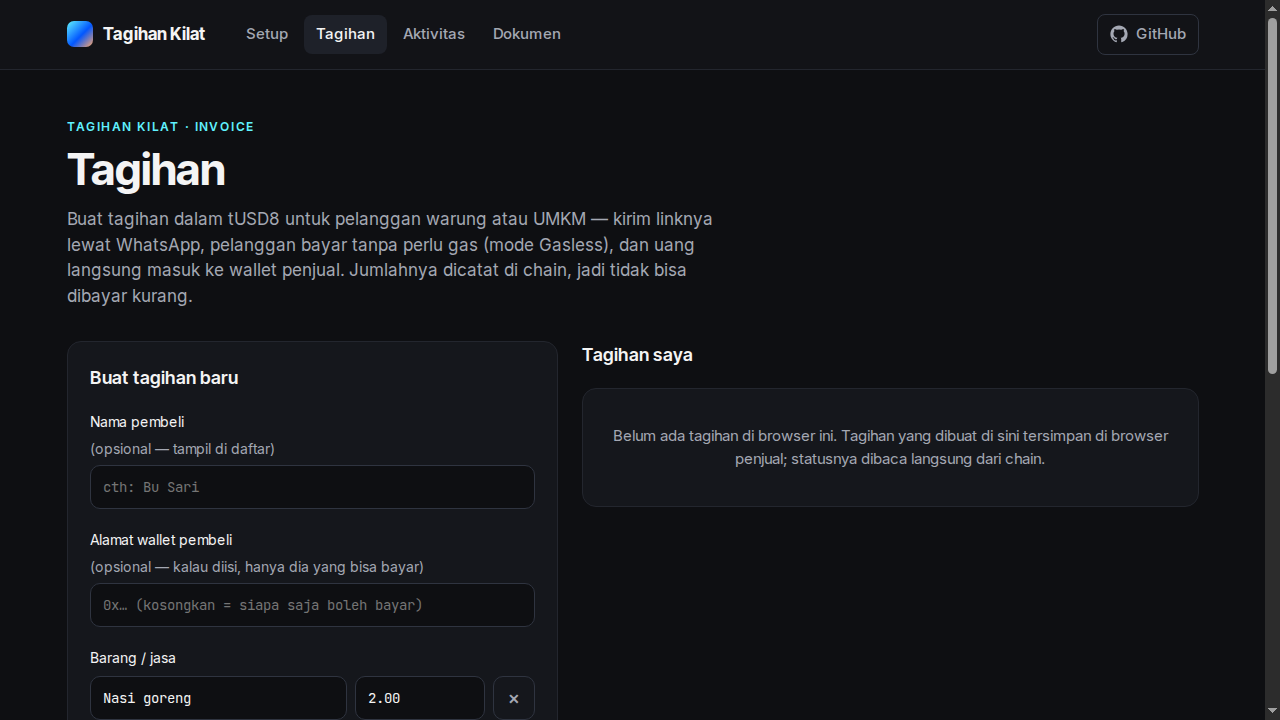 Tagihan Kilat
Setup
Tagihan
Aktivitas
Dokumen
GitHub
TAGIHAN KILAT · INVOICE
Tagihan
Buat tagihan dalam tUSD8 untuk pelanggan warung atau UMKM — kirim linknya
lewat WhatsApp, pelanggan bayar tanpa perlu gas (mode Gasless), dan uang
langsung masuk ke wallet penjual. Jumlahnya dicatat di chain, jadi tidak bisa
dibayar kurang.
Buat tagihan baru
Nama pembeli
(opsional — tampil di daftar)
cth: Bu Sari
Alamat wallet pembeli
(opsional — kalau diisi, hanya dia yang bisa bayar)
0x… (kosongkan = siapa saja boleh bayar)
Barang / jasa
Nasi goreng
2.00
×
Tagihan saya
Belum ada tagihan di browser ini. Tagihan yang dibuat di sini tersimpan di browser
penjual; statusnya dibaca langsung dari chain.